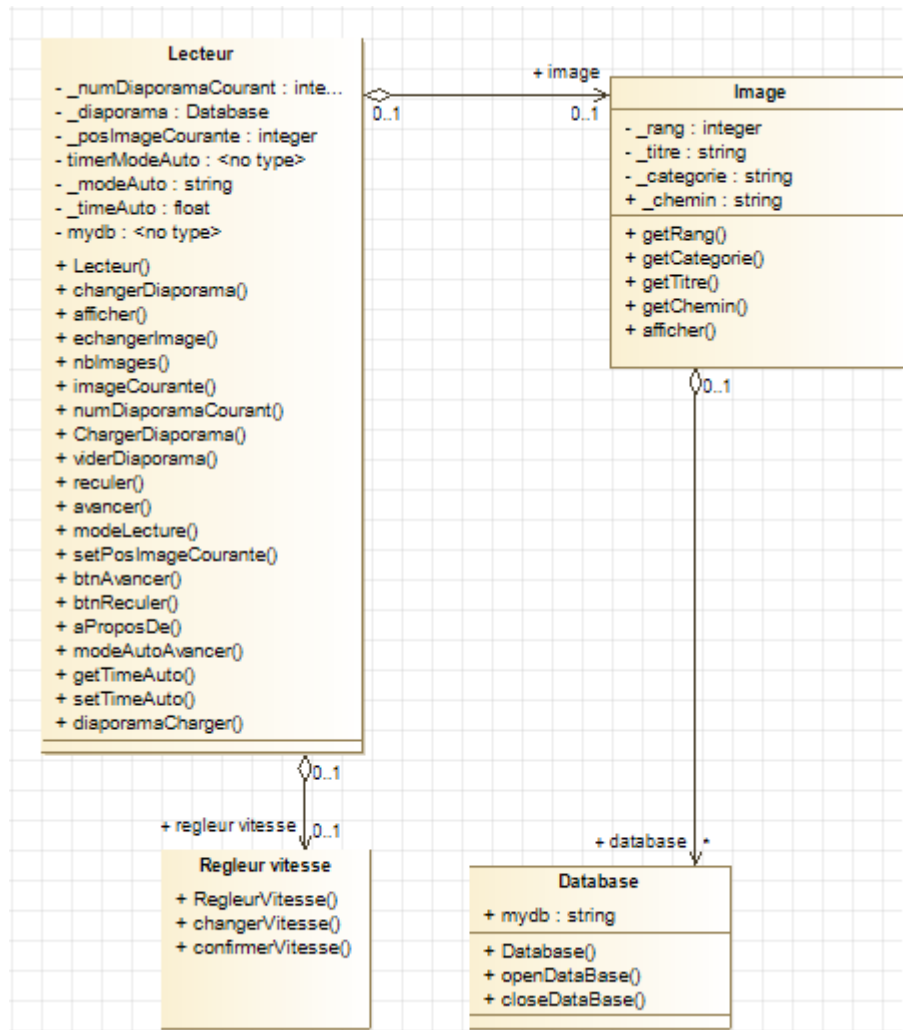 Lecteur
- _numDiaporamaCourant : inte...
- _diaporama : Database
- _posImageCourante : integer
- timerModeAuto : <no type>
- _modeAuto : string
- _timeAuto : float
- mydb : <no type>
+ Lecteur()
+ changerDiaporama()
+ afficher()
+ echangerImage()
+ nbImages()
+ imageCourante()
+ numDiaporamaCourant()
+ ChargerDiaporama()
+ viderDiaporama()
+ reculer()
+ avancer()
+ modeLecture()
+ setPosImageCourante()
+ btnAvancer()
+ btnReculer()
+ aProposDe()
+ modeAutoAvancer()
+ getTimeAuto()
+ setTimeAuto()
+ diaporamaCharger()
+ image
0..1
0..1
Image
- _rang : integer
- _titre : string
- _categorie : string
+ _chemin : string
+ getRang()
+ getCategorie()
+ getTitre()
+ getChemin()
+ afficher()
0..1
0..1
+ regleur vitesse
0..1
+ database
*
Regleur vitesse
+ RegleurVitesse()
+ changerVitesse()
+ confirmerVitesse()
Database
+ mydb : string
+ Database()
+ openDataBase()
+ closeDataBase()